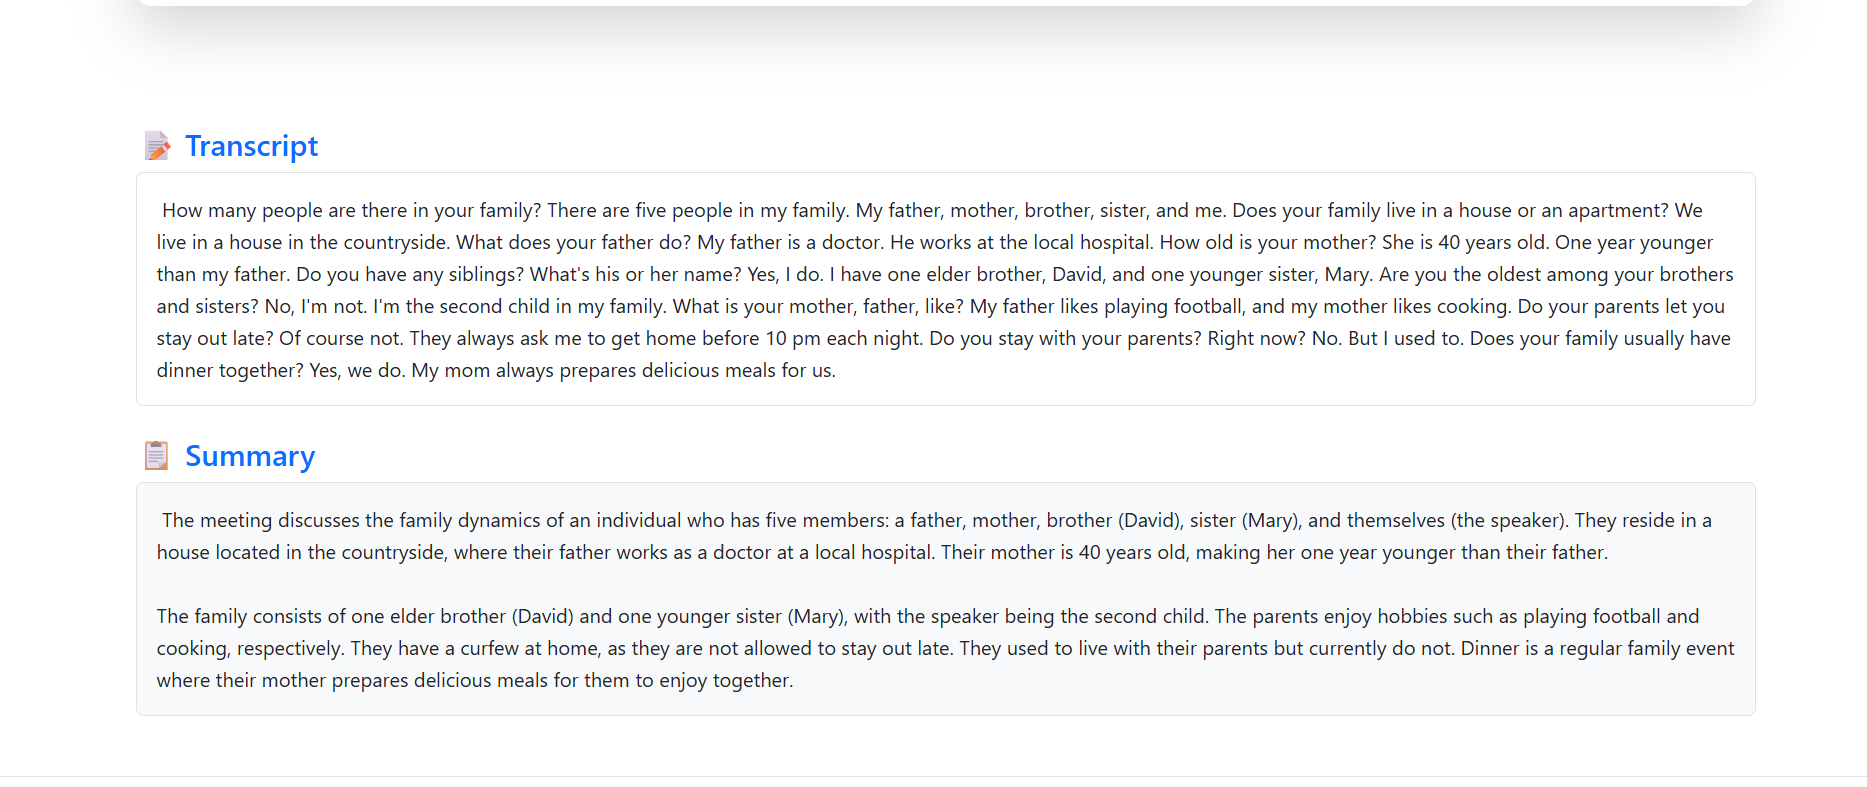 Transcript
How many people are there in your family? There are five people in my family. My father, mother, brother, sister, and me. Does your family live in a house or an apartment? We
live in a house in the countryside. What does your father do? My father is a doctor. He works at the local hospital. How old is your mother? She is 40 years old. One year younger
than my father. Do you have any siblings? What's his or her name? Yes, I do. I have one elder brother, David, and one younger sister, Mary. Are you the oldest among your brothers
and sisters? No, I'm not. I'm the second child in my family. What is your mother, father, like? My father likes playing football, and my mother likes cooking. Do your parents let you
stay out late? Of course not. They always ask me to get home before 10 pm each night. Do you stay with your parents? Right now? No. But I used to. Does your family usually have
dinner together? Yes, we do. My mom always prepares delicious meals for us.
Summary
The meeting discusses the family dynamics of an individual who has five members: a father, mother, brother (David), sister (Mary), and themselves (the speaker). They reside in a
house located in the countryside, where their father works as a doctor at a local hospital. Their mother is 40 years old, making her one year younger than their father.
The family consists of one elder brother (David) and one younger sister (Mary), with the speaker being the second child. The parents enjoy hobbies such as playing football and
cooking, respectively. They have a curfew at home, as they are not allowed to stay out late. They used to live with their parents but currently do not. Dinner is a regular family event
where their mother prepares delicious meals for them to enjoy together.